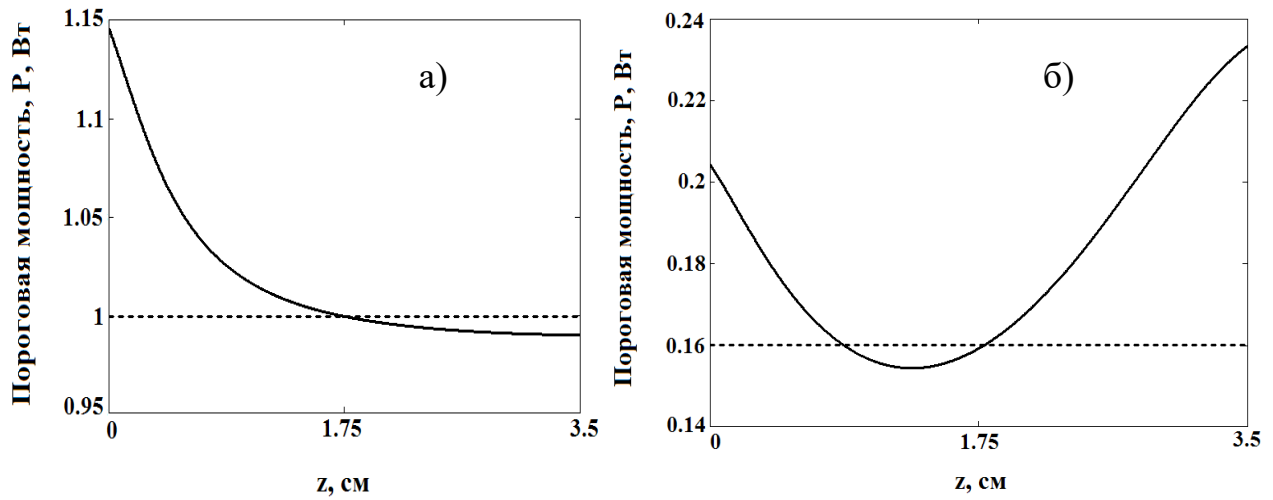 Пороговая мощность, P, Вт
1.15
1.1
1.05
1
0.95
0
1.75
3.5
z, см
а)
Пороговая мощность, P, Вт
0.24
0.22
0.2
0.18
0.16
0.14
0
1.75
3.5
z, см
б)